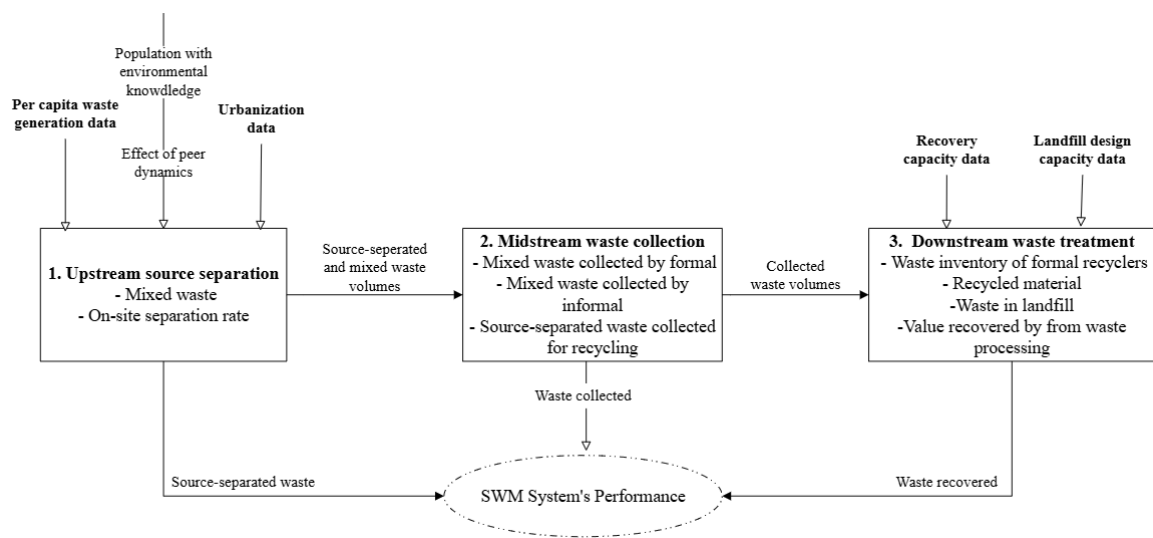 Population with
environmental
knowdledge
Per capita waste
generation data
Urbanization
data
Effect of peer
dynamics
Recovery
capacity data
Landfill design
capacity data
1. Upstream source separation
- Mixed waste
- On-site separation rate
Source-seperated
and mixed waste
volumes
2. Midstream waste collection
- Mixed waste collected by formal
- Mixed waste collected by
informal
- Source-separated waste collected
for recycling
Collected
waste volumes
3. Downstream waste treatment
- Waste inventory of formal recyclers
- Recycled material
-Waste in landfill
-Value recovered by from waste
processing
Waste collected
Source-separated waste
SWM System's Performance
Waste recovered